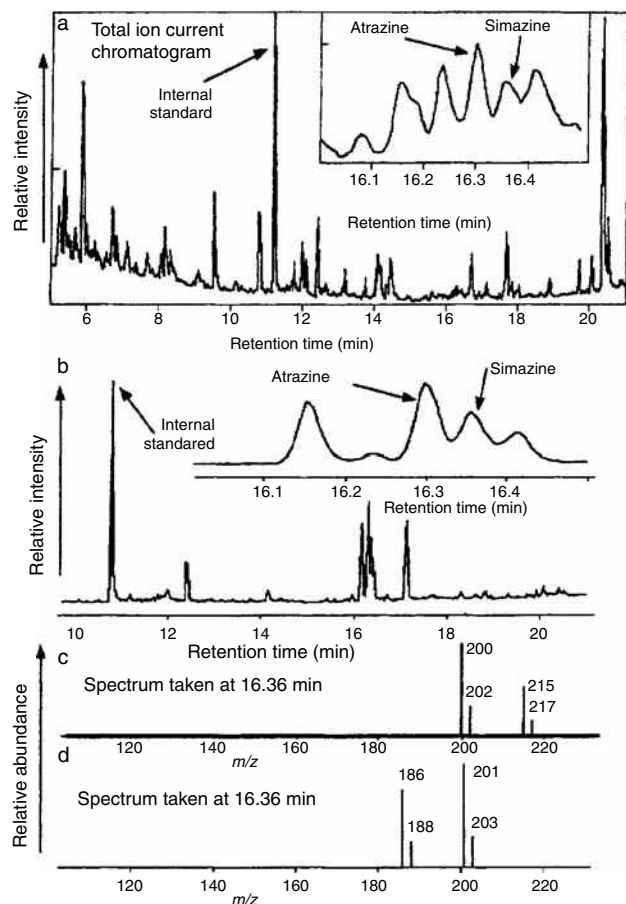 a
Total ion current
chromatogram
Internal
standard
Relative intensity
Atrazine
Simazine
16.1 16.2 16.3 16.4
Retention time (min)
6 8 10 12 14 16 18 20
Retention time (min)
b
Internal
standared
Relative intensity
Atrazine
Simazine
16.1 16.2 16.3 16.4
Retention time (min)
10 12 14 16 18 20
Retention time (min)
Relative abundance
c
Spectrum taken at 16.36 min
200
202
215
217
120 140 160 180 200 220
m/z
d
Spectrum taken at 16.36 min
186
188
201
203
120 140 160 180 200 220
m/z